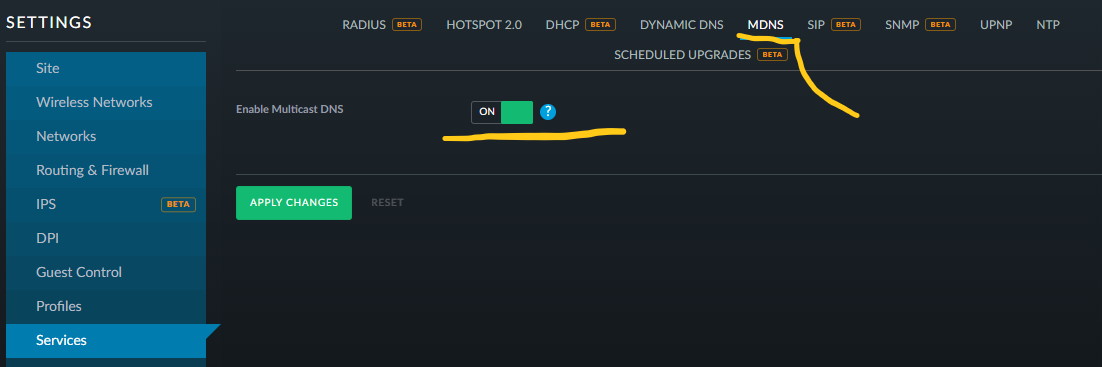 SETTINGS
Site
Wireless Networks
Networks
Routing & Firewall
IPS BETA
DPI
Guest Control
Profiles
Services
RADIUS BETA HOTSPOT 2.0 DHCP BETA DYNAMIC DNS MDNS SIP BETA SNMP BETA UPNP NTP
SCHEDULED UPGRADES BETA
Enable Multicast DNS ON ?
APPLY CHANGES RESET